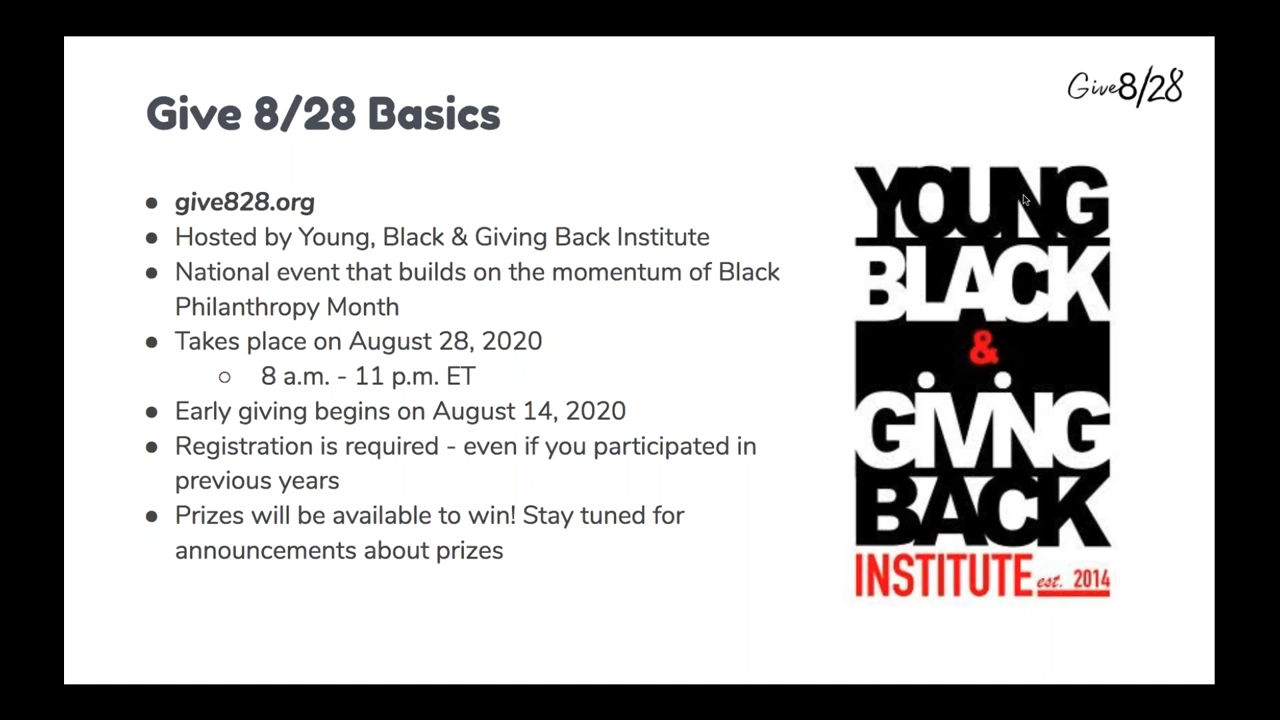 Give8/28
Give 8/28 Basics
● give828.org
● Hosted by Young, Black & Giving Back Institute
● National event that builds on the momentum of Black
Philanthropy Month
● Takes place on August 28, 2020
○ 8 a.m. - 11 p.m. ET
● Early giving begins on August 14, 2020
● Registration is required - even if you participated in
previous years
● Prizes will be available to win! Stay tuned for
announcements about prizes
YOUNG
BLACK
&
GIVING
BACK
INSTITUTE est. 2014